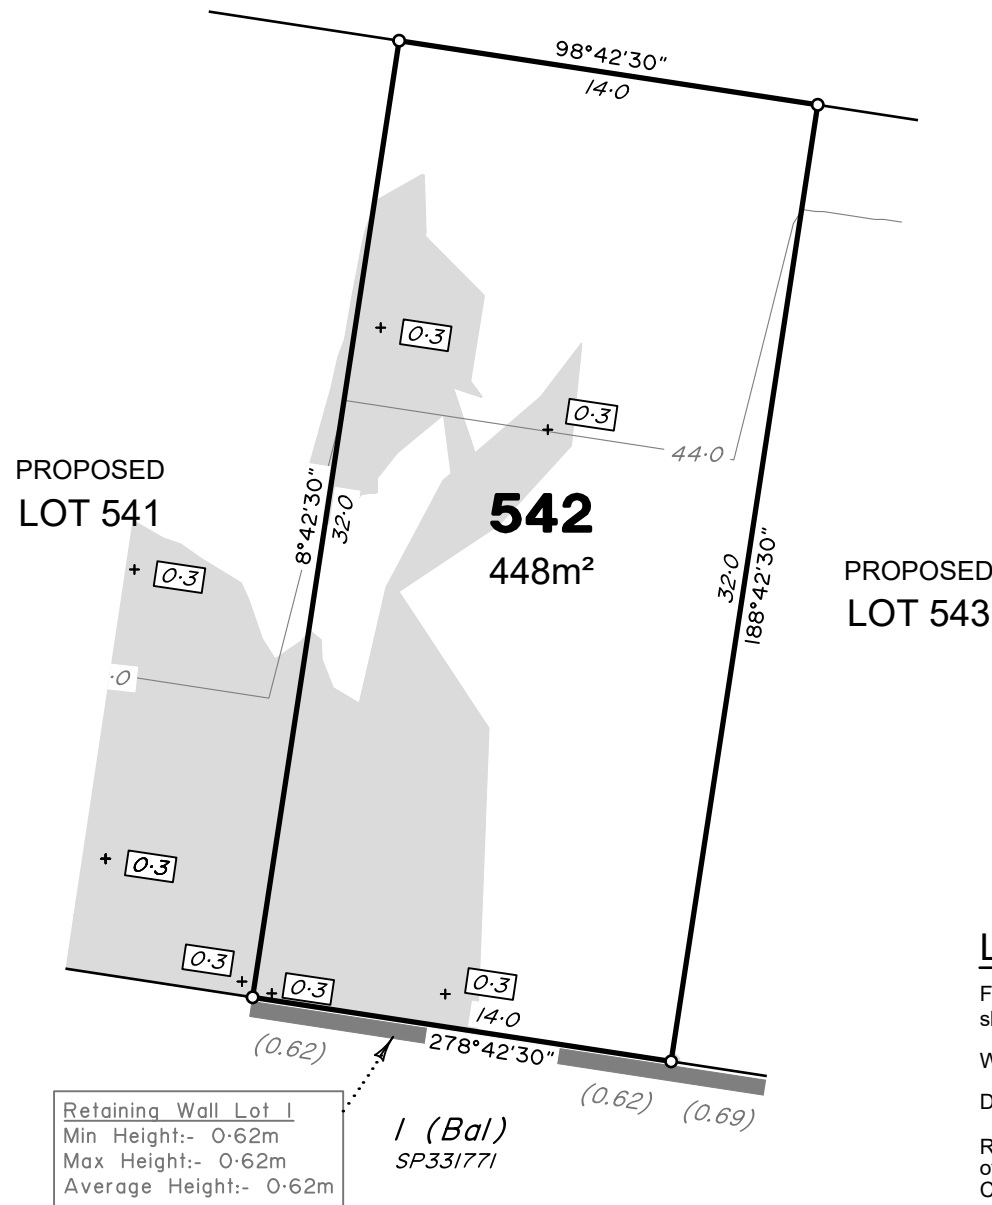 98°42'30"
14·0
0·3
0·3
44·0
PROPOSED
LOT 541
8°42'30"
32·0
542
448m²
32·0
188°42'30"
PROPOSED
LOT 543
0·3
·0
0·3
0·3
0·3
0·3
14·0
278°42'30"
(0.62)
(0.62)
(0.69)
Retaining Wall Lot 1
Min Height:- 0·62m
Max Height:- 0·62m
Average Height:- 0·62m
1 (Bal)
SP331771
L
F
sl
W
D
R
o
C